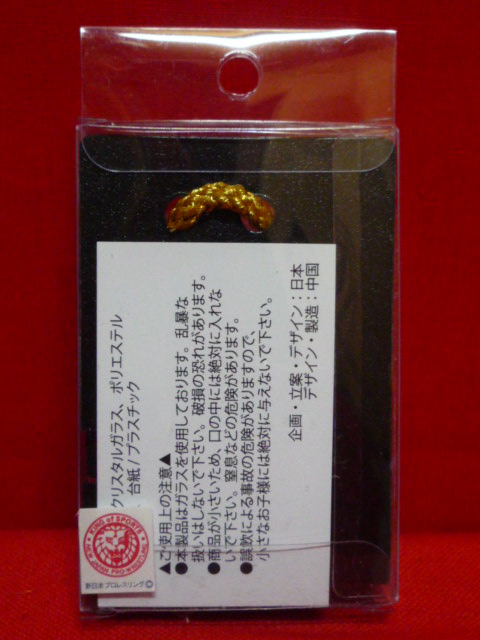 クリスタルガラス、ポリエステル
台紙/プラスチック
▲ご使用上の注意▲
●本製品はガラスを使用しております。乱暴な
扱いはしないで下さい。破損の恐れがあります。
●商品が小さいため、口の中には絶対に入れな
いで下さい。窒息などの危険があります。
●誤飲による事故の危険がありますので、
小さなお子様には絶対に与えないで下さい。
企画・立案・デザイン：日本
デザイン・製造：中国
KING of SPORTS
NEW JAPAN PRO-WRESTLING
新日本プロレスリング